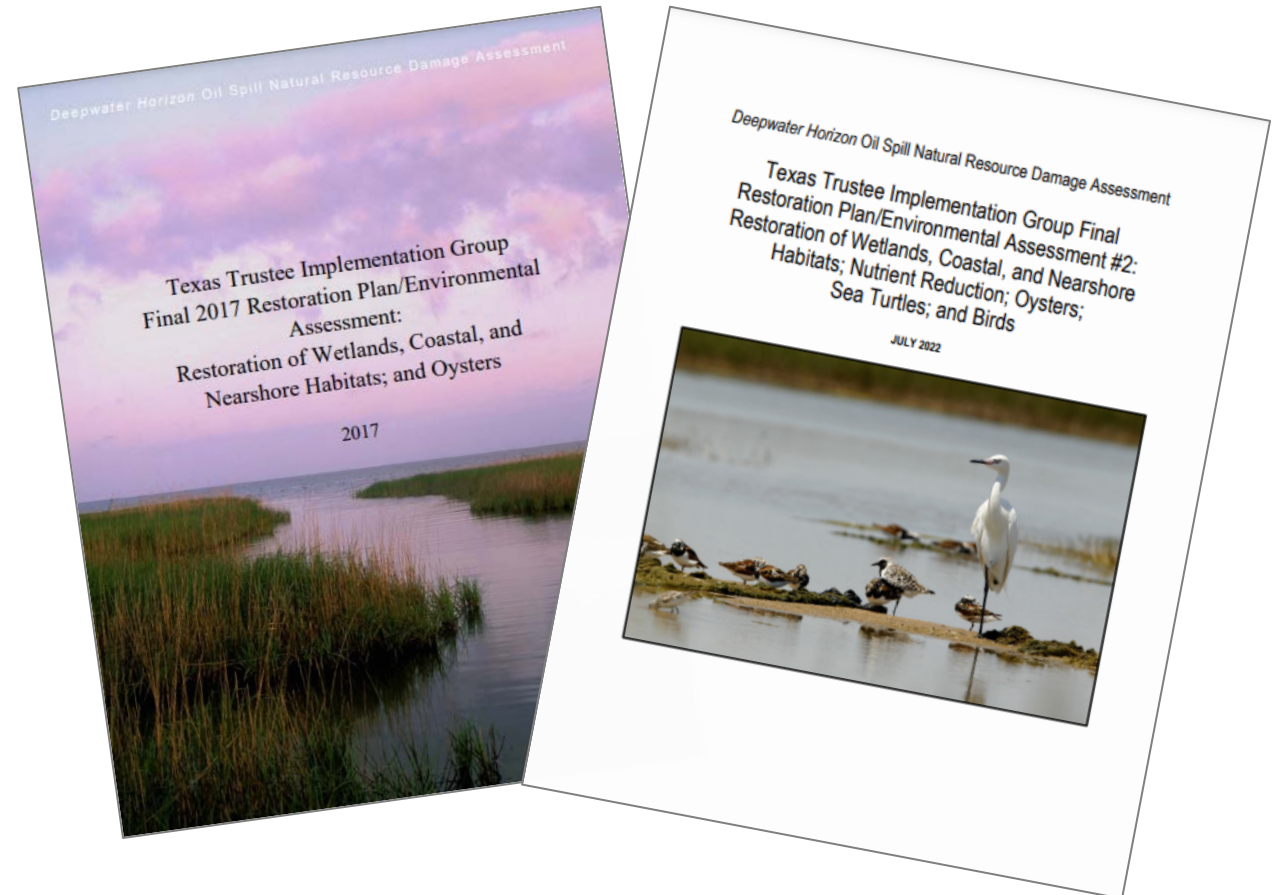 Deepwater Horizon Oil Spill Natural Resource Damage Assessment
Texas Trustee Implementation Group
Final 2017 Restoration Plan/Environmental
Assessment:
Restoration of Wetlands, Coastal, and
Nearshore Habitats; and Oysters
2017
Deepwater Horizon Oil Spill Natural Resource Damage Assessment
Texas Trustee Implementation Group Final
Restoration Plan/Environmental Assessment #2:
Restoration of Wetlands, Coastal, and Nearshore
Habitats; Nutrient Reduction; Oysters;
Sea Turtles; and Birds
JULY 2022